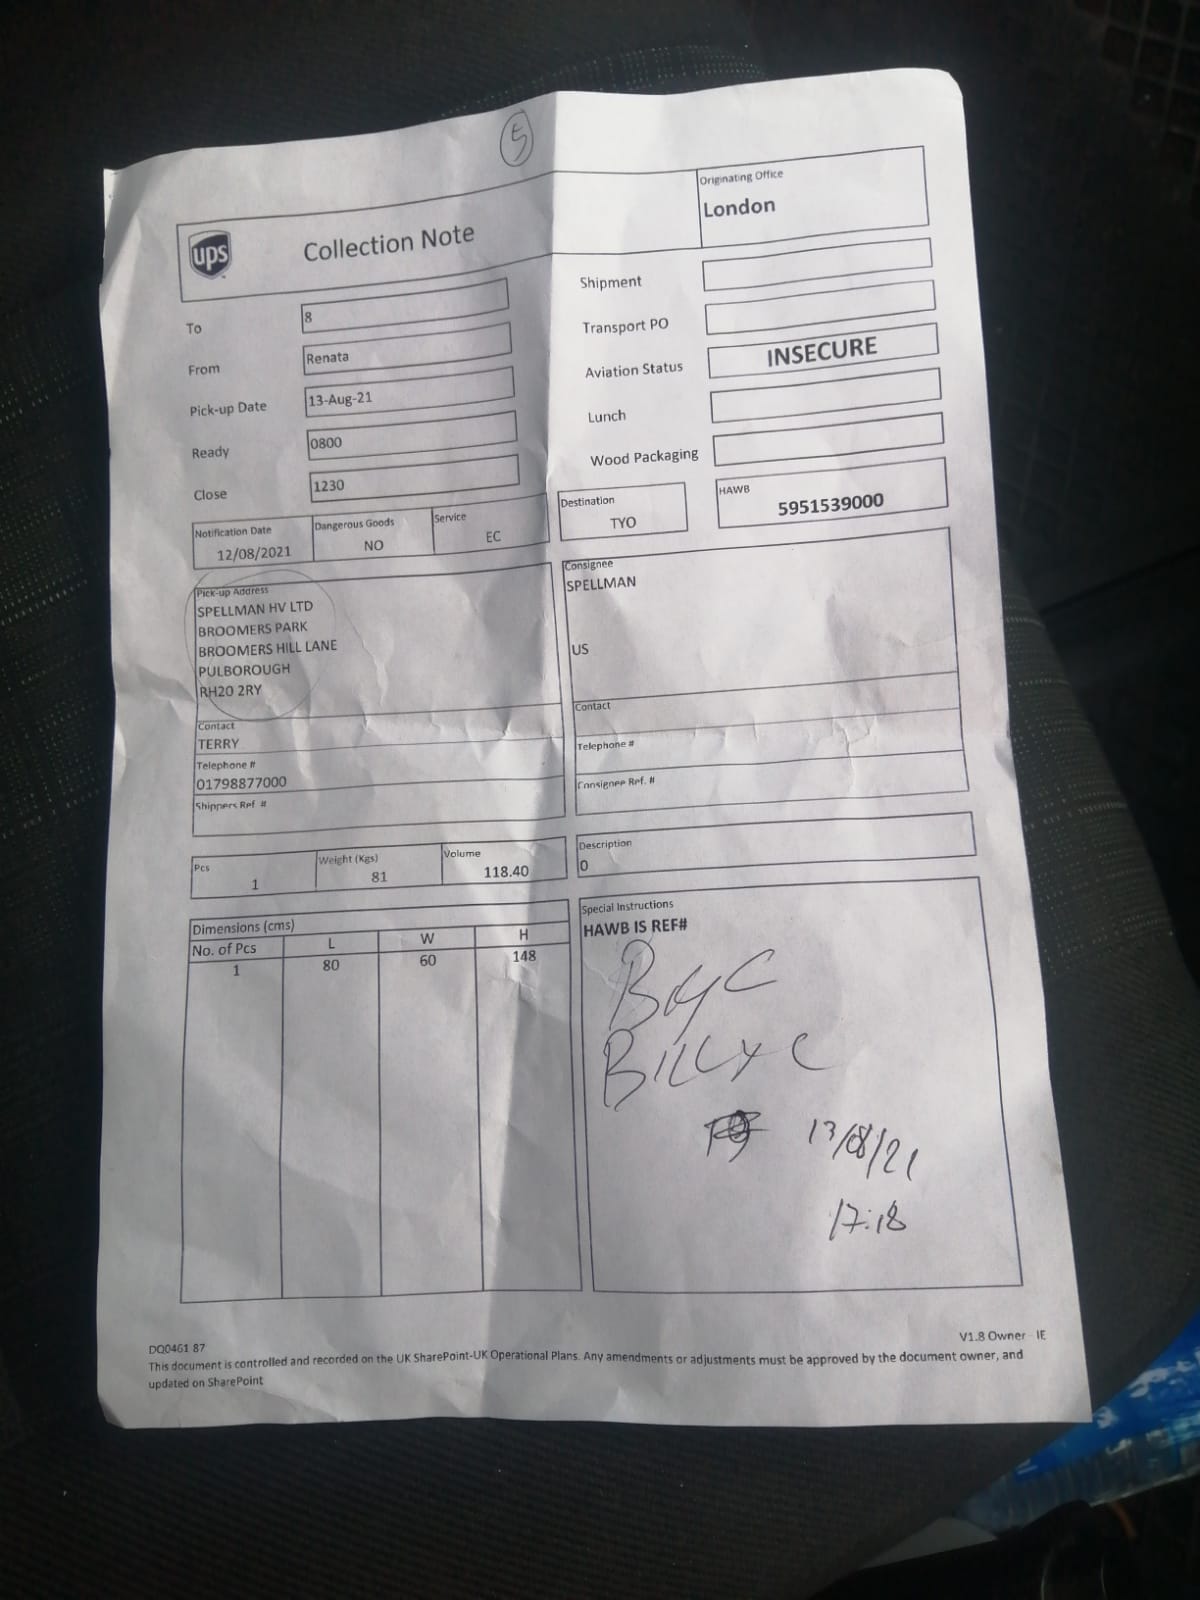 5
ups
Collection Note
Originating Office
London
To 8
From Renata
Pick-up Date 13-Aug-21
Ready 0800
Close 1230
Shipment
Transport PO
Aviation Status INSECURE
Lunch
Wood Packaging
Notification Date 12/08/2021
Dangerous Goods NO
Service EC
Destination TYO
HAWB 5951539000
Pick-up Address
SPELLMAN HV LTD
BROOMERS PARK
BROOMERS HILL LANE
PULBOROUGH
RH20 2RY
Contact
TERRY
Telephone #
01798877000
Shippers Ref #
Consignee
SPELLMAN
US
Contact
Telephone #
Consignee Ref. #
Pcs 1
Weight (Kgs) 81
Volume 118.40
Description
0
Dimensions (cms)
No. of Pcs L W H
1 80 60 148
Special Instructions
HAWB IS REF#
BILLY C
13/08/21
17:18
DQ0461 87
V1.8 Owner - IE
This document is controlled and recorded on the UK SharePoint-UK Operational Plans. Any amendments or adjustments must be approved by the document owner, and
updated on SharePoint